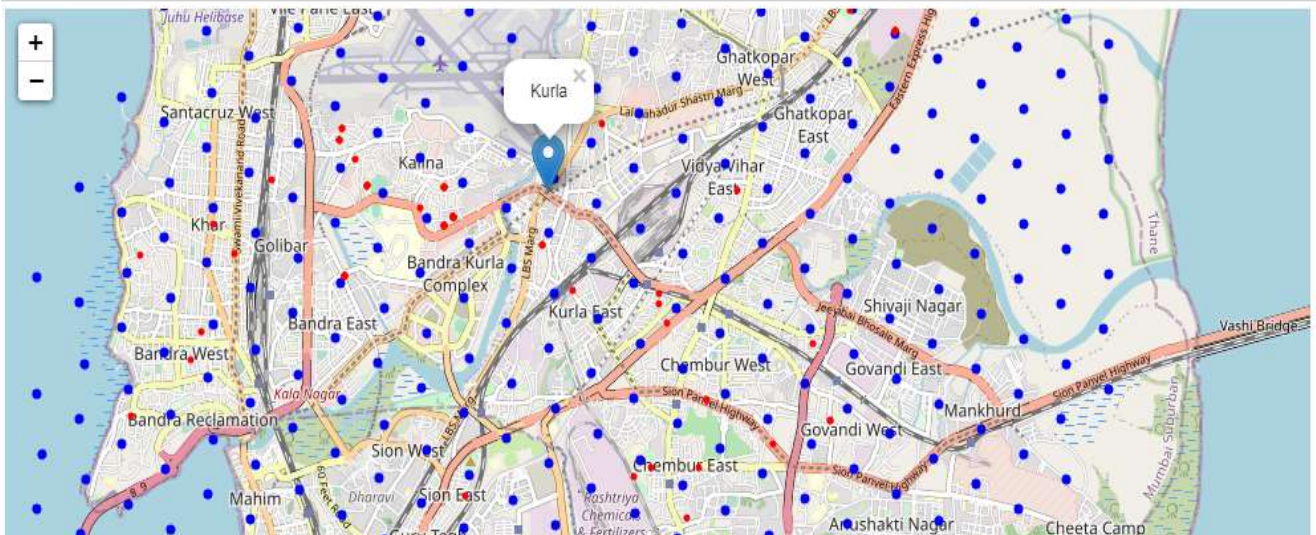 Juhu Helibase
Vile Parle East
+
−
Kurla
×
Ghatkopar
West
Eastern Express Hig
Santacruz West
Swami Vivekanand Road
Lal Bahadur Shastri Marg
Ghatkopar
East
Kalina
Vidya Vihar
East
Khar
Golibar
LBS Marg
Thane
Bandra Kurla
Complex
Kurla East
Shivaji Nagar
Bandra East
Jeejabai Bhosale Marg
Vashi Bridge
Bandra West
Chembur West
Govandi East
Sion Panvel Highway
Kala Nagar
Sion Panvel Highway
Mankhurd
Bandra Reclamation
Govandi West
Sion West
Chembur East
Sion Panvel Highway
Mumbai Suburban
60 Feet Road
Dharavi
Sion East
Mahim
Rashtriya
Chemicals
& Fertilizers
Anushakti Nagar
Cheeta Camp